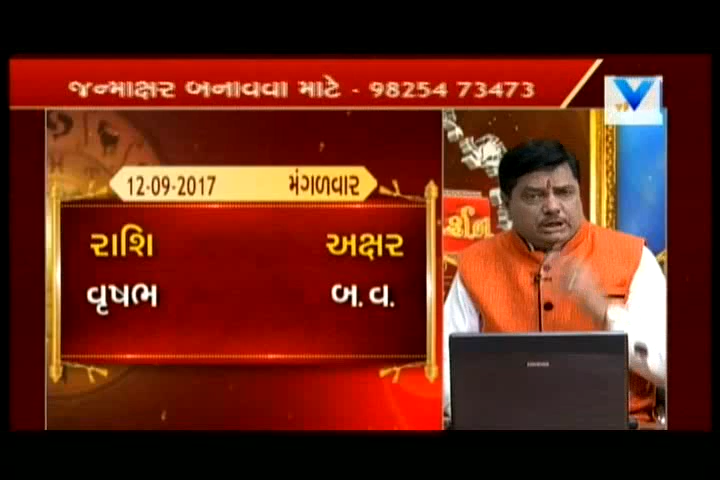 જન્માક્ષર બનાવવા માટે - 98254 73473
12-09-2017 મંગળવાર
રાશિ અક્ષર
વૃષભ બ. વ.